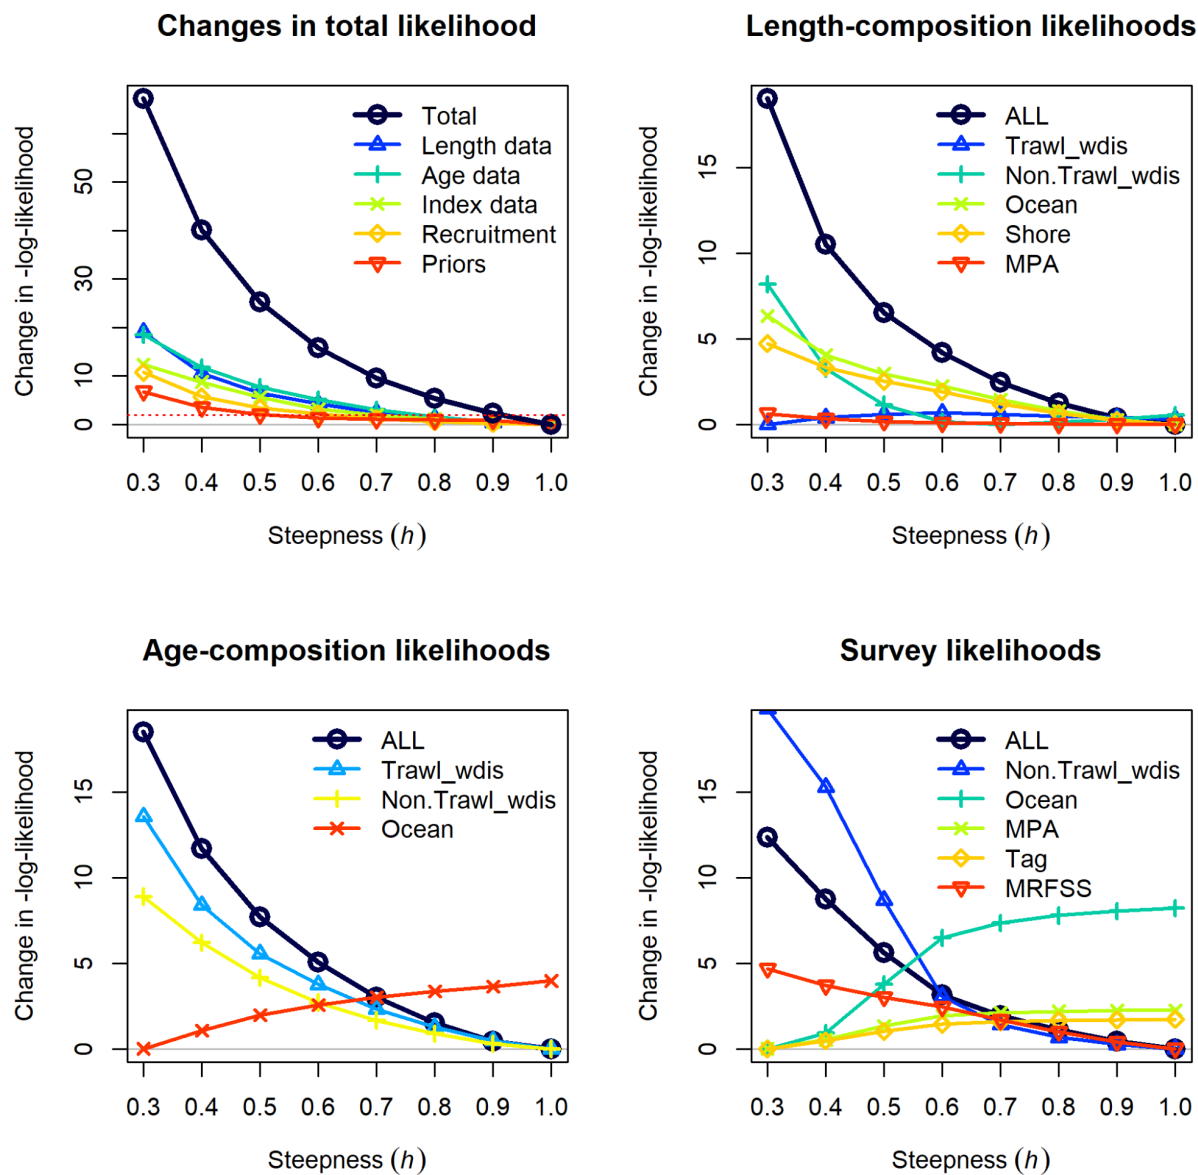 Changes in total likelihood
Change in -log-likelihood
0
10
30
50
Total
Length data
Age data
Index data
Recruitment
Priors
0.3 0.4 0.5 0.6 0.7 0.8 0.9 1.0
Steepness (h)
Length-composition likelihoods
Change in -log-likelihood
0
5
10
15
ALL
Trawl_wdis
Non.Trawl_wdis
Ocean
Shore
MPA
0.3 0.4 0.5 0.6 0.7 0.8 0.9 1.0
Steepness (h)
Age-composition likelihoods
Change in -log-likelihood
0
5
10
15
ALL
Trawl_wdis
Non.Trawl_wdis
Ocean
0.3 0.4 0.5 0.6 0.7 0.8 0.9 1.0
Steepness (h)
Survey likelihoods
Change in -log-likelihood
0
5
10
15
ALL
Non.Trawl_wdis
Ocean
MPA
Tag
MRFSS
0.3 0.4 0.5 0.6 0.7 0.8 0.9 1.0
Steepness (h)